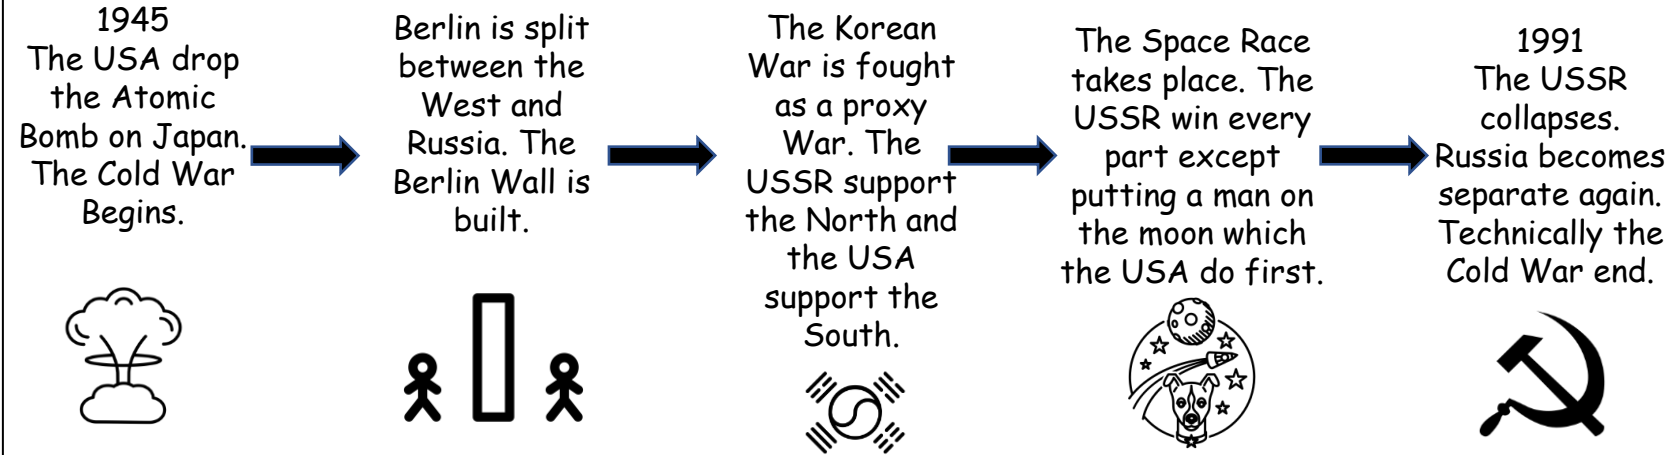 1945
The USA drop
the Atomic
Bomb on Japan.
The Cold War
Begins.
Berlin is split
between the
West and
Russia. The
Berlin Wall is
built.
The Korean
War is fought
as a proxy
War. The
USSR support
the North and
the USA
support the
South.
The Space Race
takes place. The
USSR win every
part except
putting a man on
the moon which
the USA do first.
1991
The USSR
collapses.
Russia becomes
separate again.
Technically the
Cold War end.